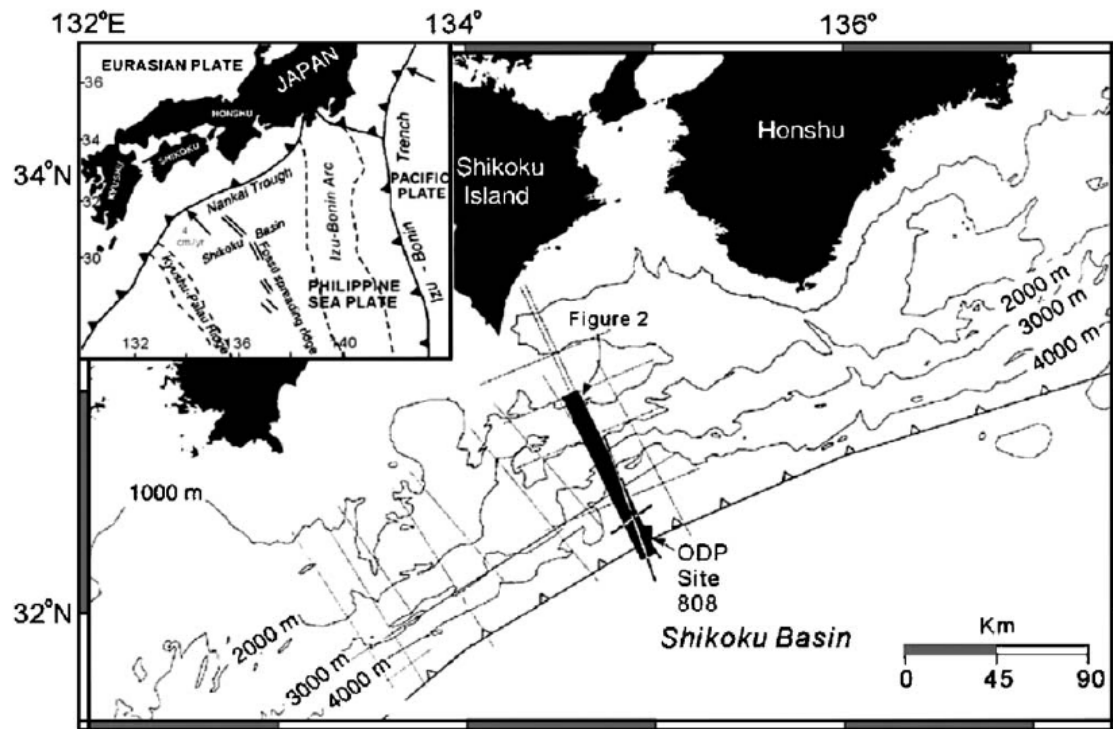 132°E
134°
136°
EURASIAN PLATE
JAPAN
36
HONSHU
34
SHIKOKU
KYUSHU
32
Nankai Trough
Izu-Bonin Arc
Trench
PACIFIC
PLATE
Bonin
Izu
4
cm/yr
Shikoku Basin
30
Fossil spreading ridge
Kyushu-Palau Ridge
PHILIPPINE
SEA PLATE
132
136
140
34°N
Shikoku
Island
Honshu
Figure 2
2000 m
3000 m
4000 m
1000 m
ODP
Site
808
32°N
2000 m
3000 m
4000 m
Shikoku Basin
Km
0
45
90